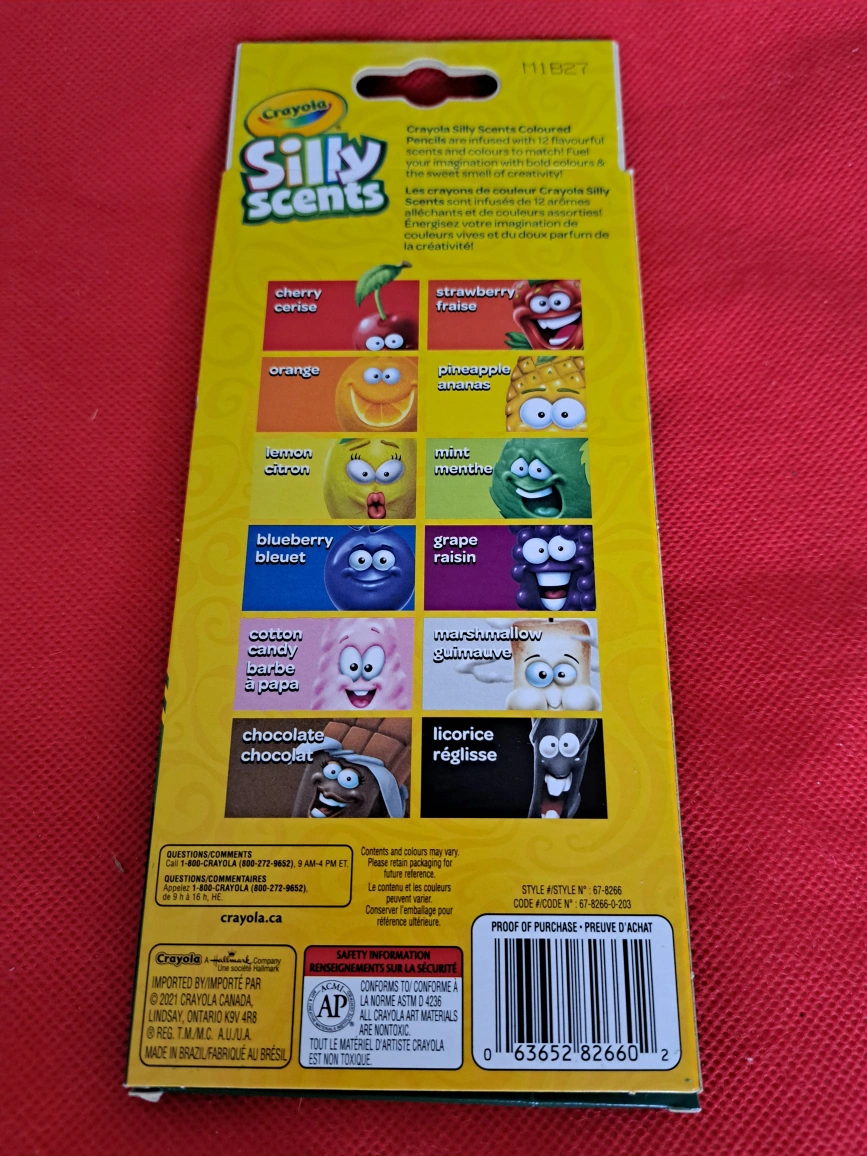 M1B27
Crayola
Silly
scents
Crayola Silly Scents Coloured
Pencils are infused with 12 flavourful
scents and colours to match! Fuel
your imagination with bold colours &
the sweet smell of creativity!
Les crayons de couleur Crayola Silly
Scents sont infusés de 12 arômes
alléchants et de couleurs assorties!
Énergisez votre imagination de
couleurs vives et du doux parfum de
la créativité!
cherry
cerise
strawberry
fraise
orange
pineapple
ananas
lemon
citron
mint
menthe
blueberry
bleuet
grape
raisin
cotton
candy
barbe
à papa
marshmallow
guimauve
chocolate
chocolat
licorice
réglisse
QUESTIONS/COMMENTS
Call 1-800-CRAYOLA (800-272-9652), 9 AM-4 PM ET.
QUESTIONS/COMMENTAIRES
Appelez 1-800-CRAYOLA (800-272-9652),
de 9 h à 16 h, HE.
crayola.ca
Contents and colours may vary.
Please retain packaging for
future reference.
Le contenu et les couleurs
peuvent varier.
Conserver l'emballage pour
référence ultérieure.
STYLE #/STYLE N° : 67-8266
CODE #/CODE N° : 67-8266-0-203
Crayola A Hallmark Company
Une société Hallmark
IMPORTED BY/IMPORTÉ PAR
© 2021 CRAYOLA CANADA,
LINDSAY, ONTARIO K9V 4R8
® REG. T.M./M.C. A.U./U.A.
MADE IN BRAZIL/FABRIQUÉ AU BRÉSIL
SAFETY INFORMATION
RENSEIGNEMENTS SUR LA SÉCURITÉ
ACMI
AP
CONFORMS TO/ CONFORME À
LA NORME ASTM D 4236
ALL CRAYOLA ART MATERIALS
ARE NONTOXIC.
TOUT LE MATÉRIEL D'ARTISTE CRAYOLA
EST NON TOXIQUE.
PROOF OF PURCHASE • PREUVE D'ACHAT
0 63652 82660 2